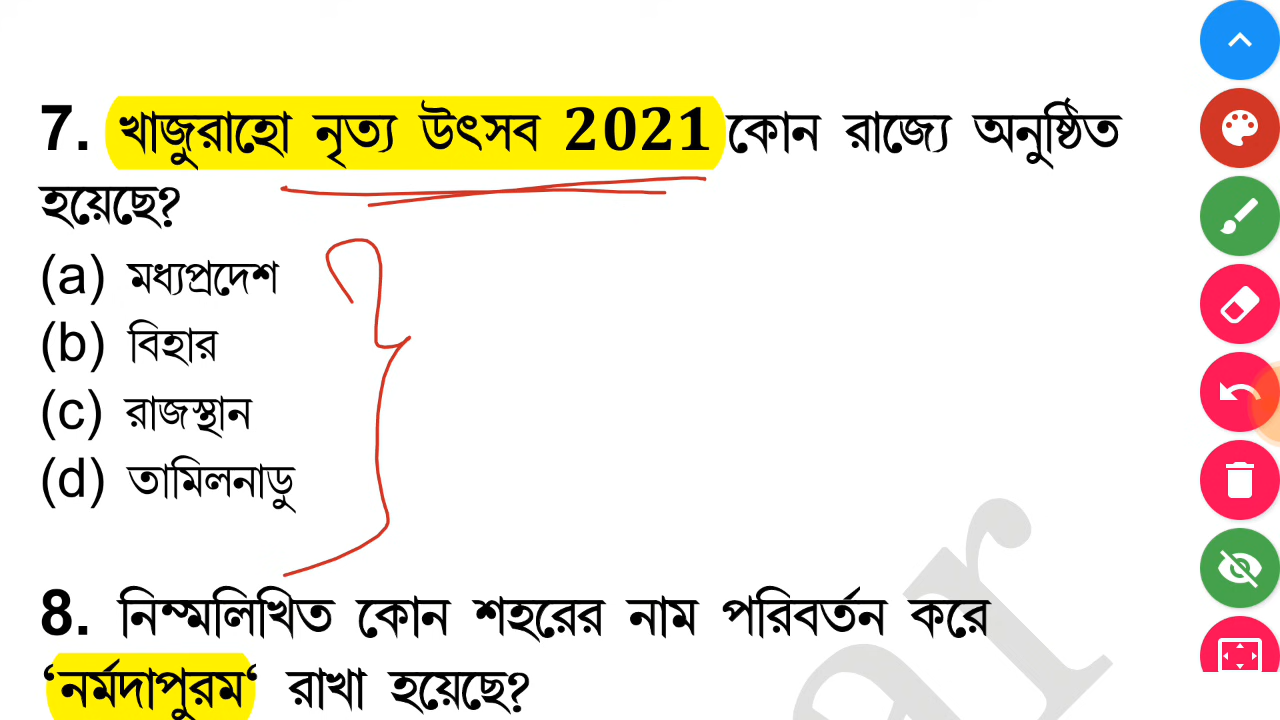 7. খাজুরাহো নৃত্য উৎসব 2021 কোন রাজ্যে অনুষ্ঠিত
হয়েছে?
(a) মধ্যপ্রদেশ
(b) বিহার
(c) রাজস্থান
(d) তামিলনাড়ু
8. নিম্মলিখিত কোন শহরের নাম পরিবর্তন করে
‘নর্মদাপুরম‘ রাখা হয়েছে?
ar